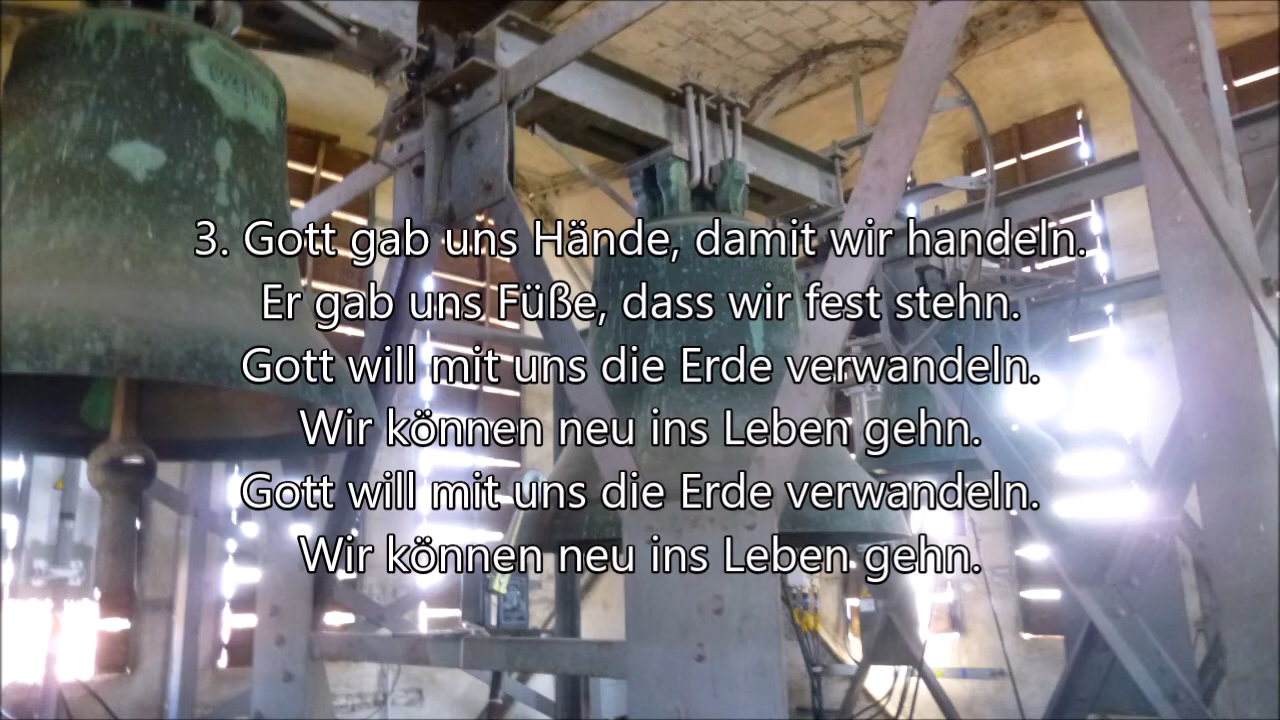 3. Gott gab uns Hände, damit wir handeln.
Er gab uns Füße, dass wir fest stehn.
Gott will mit uns die Erde verwandeln.
Wir können neu ins Leben gehn.
Gott will mit uns die Erde verwandeln.
Wir können neu ins Leben gehn.